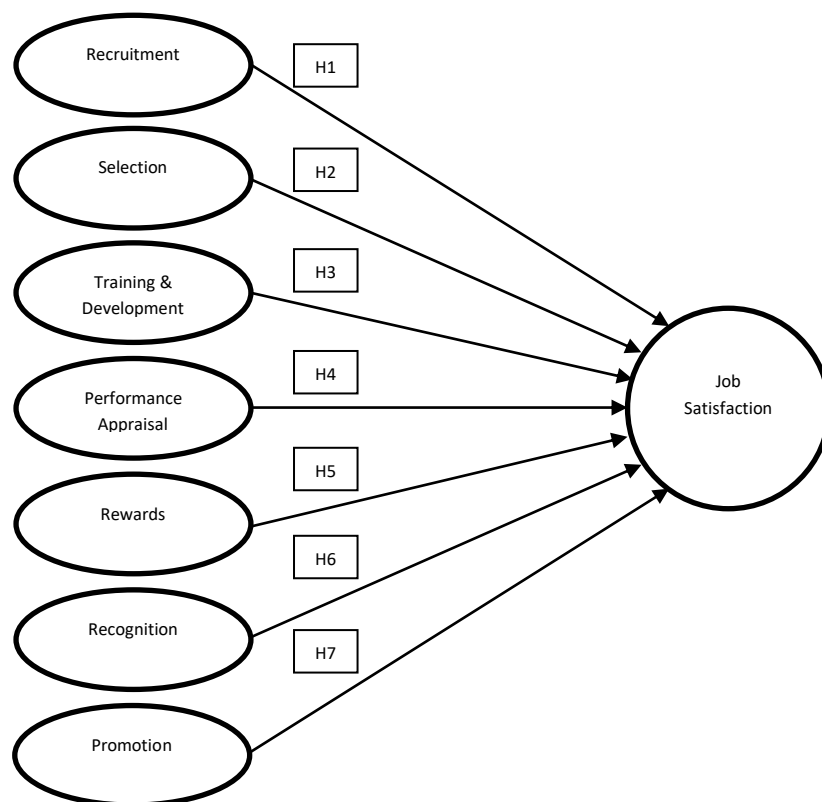 Recruitment
H1
Selection
H2
Training &
Development
H3
Performance
Appraisal
H4
Job
Satisfaction
Rewards
H5
Recognition
H6
Promotion
H7